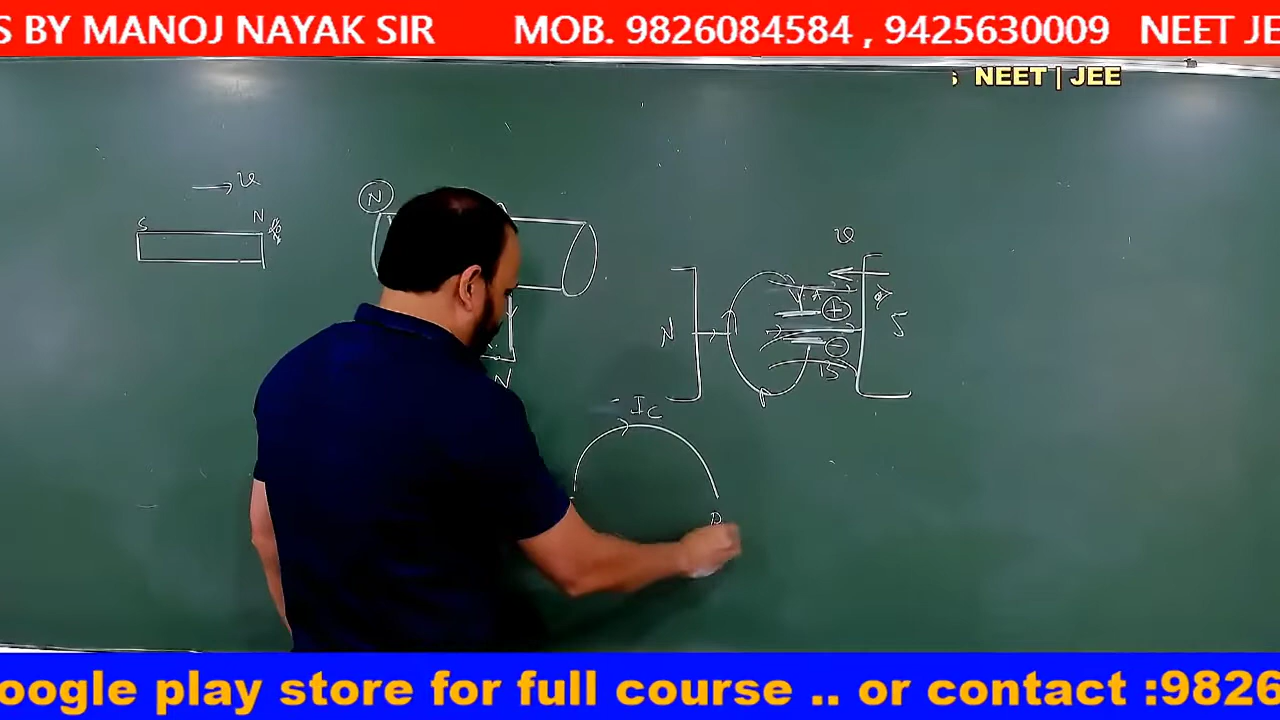 S BY MANOJ NAYAK SIR MOB. 9826084584 , 9425630009 NEET JE
s NEET | JEE
v
S N
N
v
N + A S
-
B
N
I C
oogle play store for full course .. or contact :9826